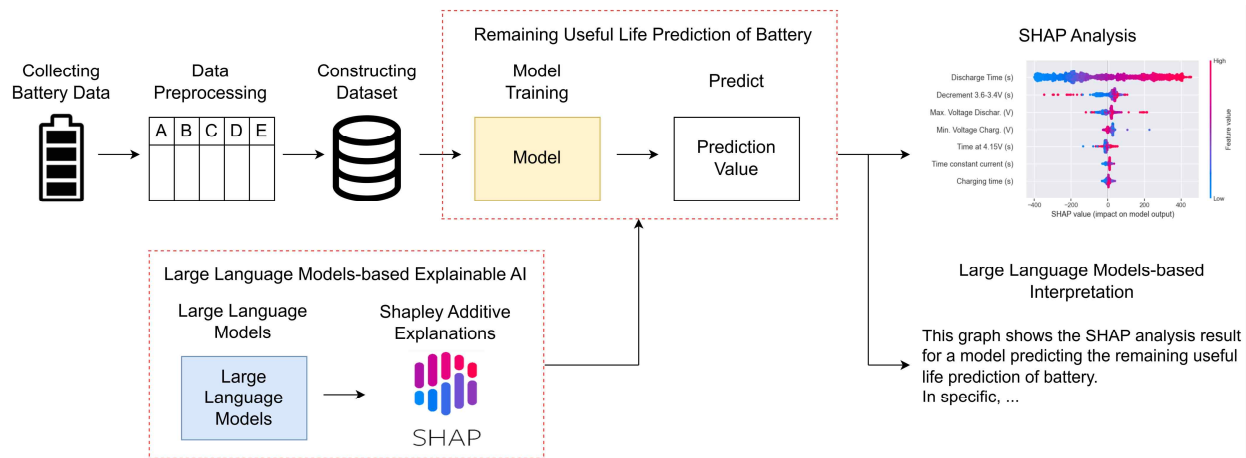 Remaining Useful Life Prediction of Battery
Collecting
Battery Data
Data
Preprocessing
A B C D E
Constructing
Dataset
Model
Training
Model
Predict
Prediction
Value
Large Language Models-based Explainable AI
Large Language
Models
Large
Language
Models
Shapley Additive
Explanations
SHAP
SHAP Analysis
High
Discharge Time (s)
Decrement 3.6-3.4V (s)
Max. Voltage Dischar. (V)
Min. Voltage Charg. (V)
Time at 4.15V (s)
Time constant current (s)
Charging time (s)
Feature value
Low
-400 -200 0 200 400
SHAP value (impact on model output)
Large Language Models-based
Interpretation
This graph shows the SHAP analysis result
for a model predicting the remaining useful
life prediction of battery.
In specific, ...